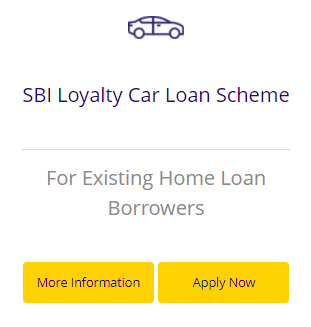 SBI Loyalty Car Loan Scheme
For Existing Home Loan
Borrowers
More Information
Apply Now